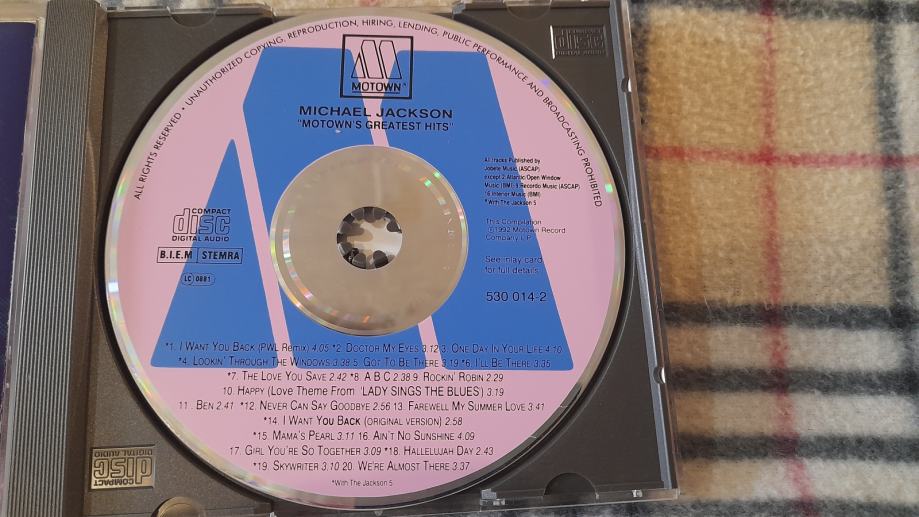 ALL RIGHTS RESERVED • UNAUTHORIZED COPYING, REPRODUCTION, HIRING, LENDING, PUBLIC PERFORMANCE AND BROADCASTING PROHIBITED
COMPACT
disc
DIGITAL AUDIO
MOTOWN
MICHAEL JACKSON
"MOTOWN'S GREATEST HITS"
All tracks Published by
Jobete Music (ASCAP)
except 2 Atlantic/Open Window
Music (BMI) 9 Recordo Music (ASCAP)
16 Interior Music (BMI)
*With The Jackson 5
COMPACT
disc
DIGITAL AUDIO
B.I.E.M STEMRA
LC 0881
This Compilation
℗1992 Motown Record
Company L.P.
See inlay card
for full details
530 014-2
*1. I WANT YOU BACK (PWL REMIX) 4.05 *2. DOCTOR MY EYES 3.12 3. ONE DAY IN YOUR LIFE 4.10
*4. LOOKIN' THROUGH THE WINDOWS 3.38 5. GOT TO BE THERE 3.19 *6. I'LL BE THERE 3.35
*7. THE LOVE YOU SAVE 2.42 *8. A B C 2.38 9. ROCKIN' ROBIN 2.29
10. HAPPY (LOVE THEME FROM 'LADY SINGS THE BLUES) 3.19
11. BEN 2.41 *12. NEVER CAN SAY GOODBYE 2.56 13. FAREWELL MY SUMMER LOVE 3.41
*14. I WANT YOU BACK (ORIGINAL VERSION) 2.58
*15. MAMA'S PEARL 3.11 16. AIN'T NO SUNSHINE 4.09
17. GIRL YOU'RE SO TOGETHER 3.09 *18. HALLELUJAH DAY 2.43
*19. SKYWRITER 3.10 20. WE'RE ALMOST THERE 3.37
*With The Jackson 5
COMPACT
disc
DIGITAL AUDIO